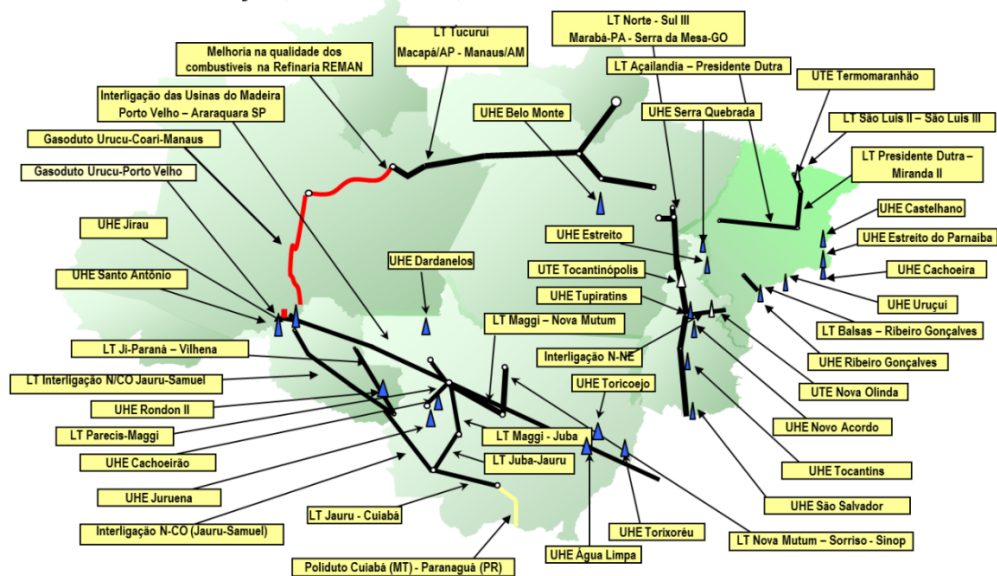 LT Tucuruí
Macapá/AP - Manaus/AM
LT Norte - Sul III
Marabá-PA - Serra da Mesa-GO
Melhoria na qualidade dos
combustíveis na Refinaria REMAN
LT Açailandia – Presidente Dutra
UTE Termomaranhão
Interligação das Usinas do Madeira
Porto Velho – Araraquara SP
UHE Belo Monte
UHE Serra Quebrada
LT São Luis II – São Luís III
Gasoduto Urucu-Coari-Manaus
LT Presidente Dutra –
Miranda II
Gasoduto Urucu-Porto Velho
UHE Castelhano
UHE Jirau
UHE Estreito
UHE Estreito do Parnaiba
UHE Santo Antônio
UHE Dardanelos
UTE Tocantinópolis
UHE Cachoeira
UHE Tupiratins
UHE Uruçui
LT Maggi – Nova Mutum
LT Balsas – Ribeiro Gonçalves
LT Ji-Paraná – Vilhena
Interligação N-NE
UHE Ribeiro Gonçalves
LT Interligação N/CO Jauru-Samuel
UHE Toricoejo
UTE Nova Olinda
UHE Rondon II
UHE Novo Acordo
LT Parecis-Maggi
LT Maggi - Juba
UHE Cachoeirão
LT Juba-Jauru
UHE Tocantins
UHE Juruena
UHE São Salvador
Interligação N-CO (Jauru-Samuel)
LT Jauru - Cuiabá
UHE Torixoréu
LT Nova Mutum – Sorriso - Sinop
UHE Água Limpa
Poliduto Cuiabá (MT) - Paranaguá (PR)